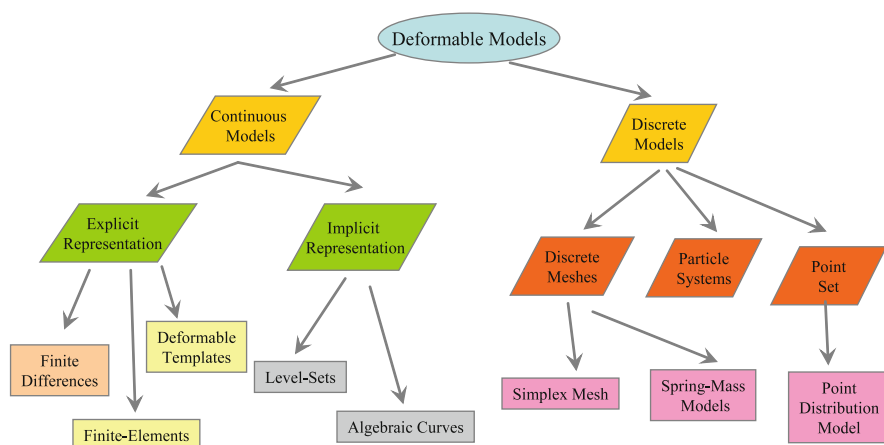 Deformable Models
Continuous
Models
Discrete
Models
Explicit
Representation
Implicit
Representation
Discrete
Meshes
Particle
Systems
Point
Set
Finite
Differences
Deformable
Templates
Finite-Elements
Level-Sets
Algebraic Curves
Simplex Mesh
Spring-Mass
Models
Point
Distribution
Model